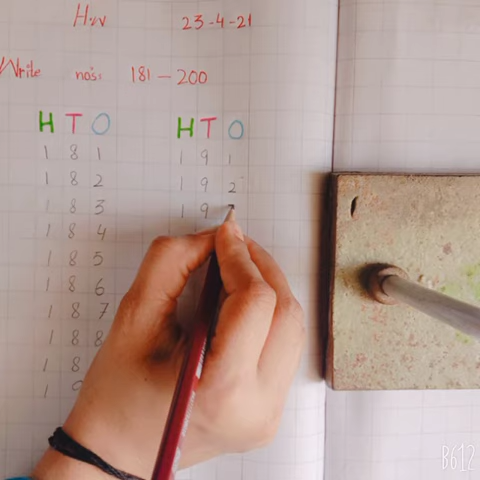 H.W 23-4-21
Write no's: 181 — 200
H T O H T O
1 8 1 1 9 1
1 8 2 1 9 2
1 8 3 1 9
1 8 4
1 8 5
1 8 6
1 8 7
1 8 8
1 8
1 9
B612